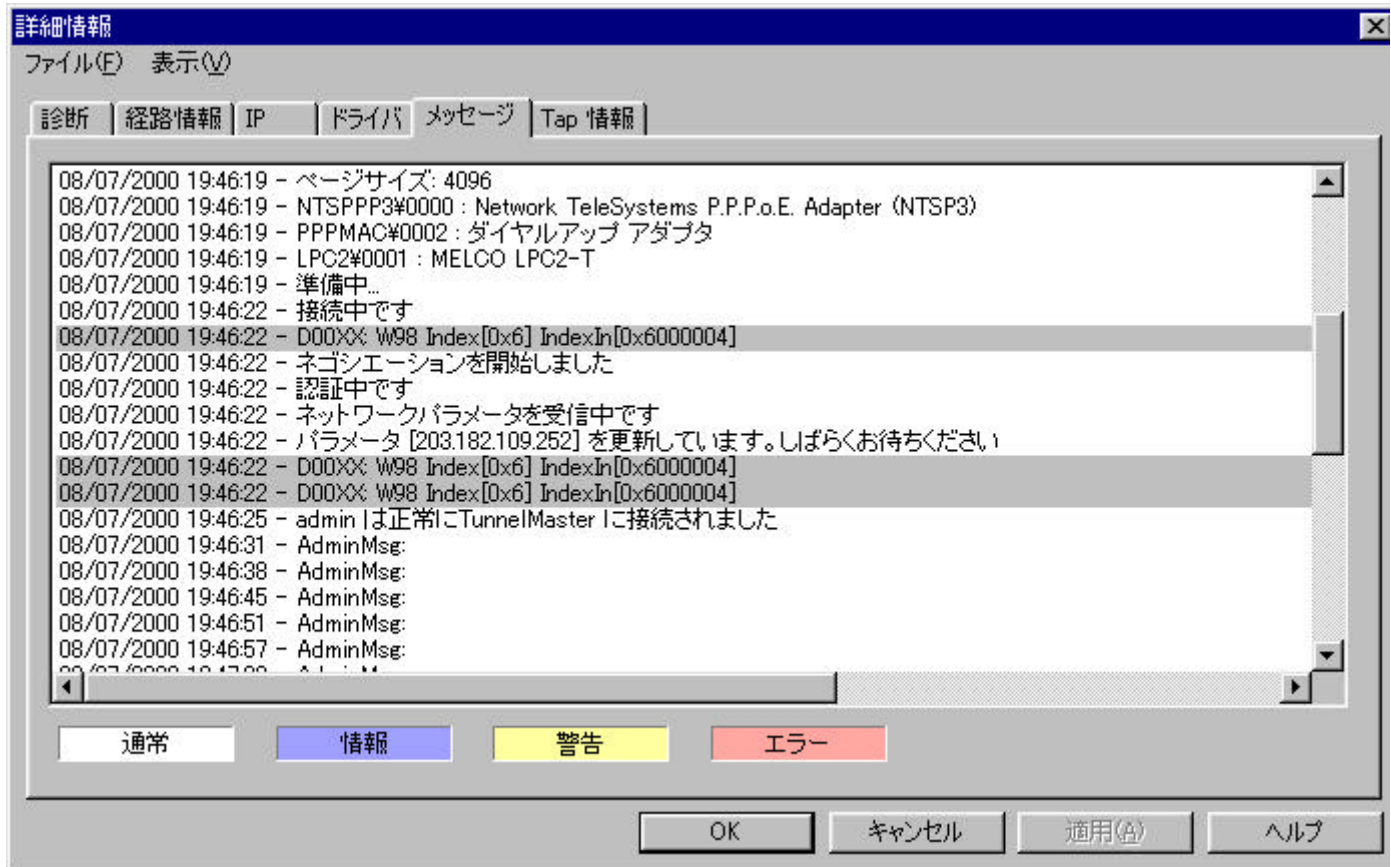 詳細情報
ファイル(F) 表示(V)
診断 経路情報 IP ドライバ メッセージ Tap 情報
08/07/2000 19:46:19 - ページサイズ: 4096
08/07/2000 19:46:19 - NTSPPP3¥0000 : Network TeleSystems P.P.P.o.E. Adapter (NTSP3)
08/07/2000 19:46:19 - PPPMAC¥0002 : ダイヤルアップ アダプタ
08/07/2000 19:46:19 - LPC2¥0001 : MELCO LPC2-T
08/07/2000 19:46:19 - 準備中...
08/07/2000 19:46:22 - 接続中です
08/07/2000 19:46:22 - D00XX: W98 Index[0x6] IndexIn[0x6000004]
08/07/2000 19:46:22 - ネゴシエーションを開始しました
08/07/2000 19:46:22 - 認証中です
08/07/2000 19:46:22 - ネットワークパラメータを受信中です
08/07/2000 19:46:22 - パラメータ [203.182.109.252] を更新しています。しばらくお待ちください
08/07/2000 19:46:22 - D00XX: W98 Index[0x6] IndexIn[0x6000004]
08/07/2000 19:46:22 - D00XX: W98 Index[0x6] IndexIn[0x6000004]
08/07/2000 19:46:25 - admin は正常にTunnelMaster に接続されました
08/07/2000 19:46:31 - AdminMsg:
08/07/2000 19:46:38 - AdminMsg:
08/07/2000 19:46:45 - AdminMsg:
08/07/2000 19:46:51 - AdminMsg:
08/07/2000 19:46:57 - AdminMsg:
通常 情報 警告 エラー
OK キャンセル 適用(A) ヘルプ